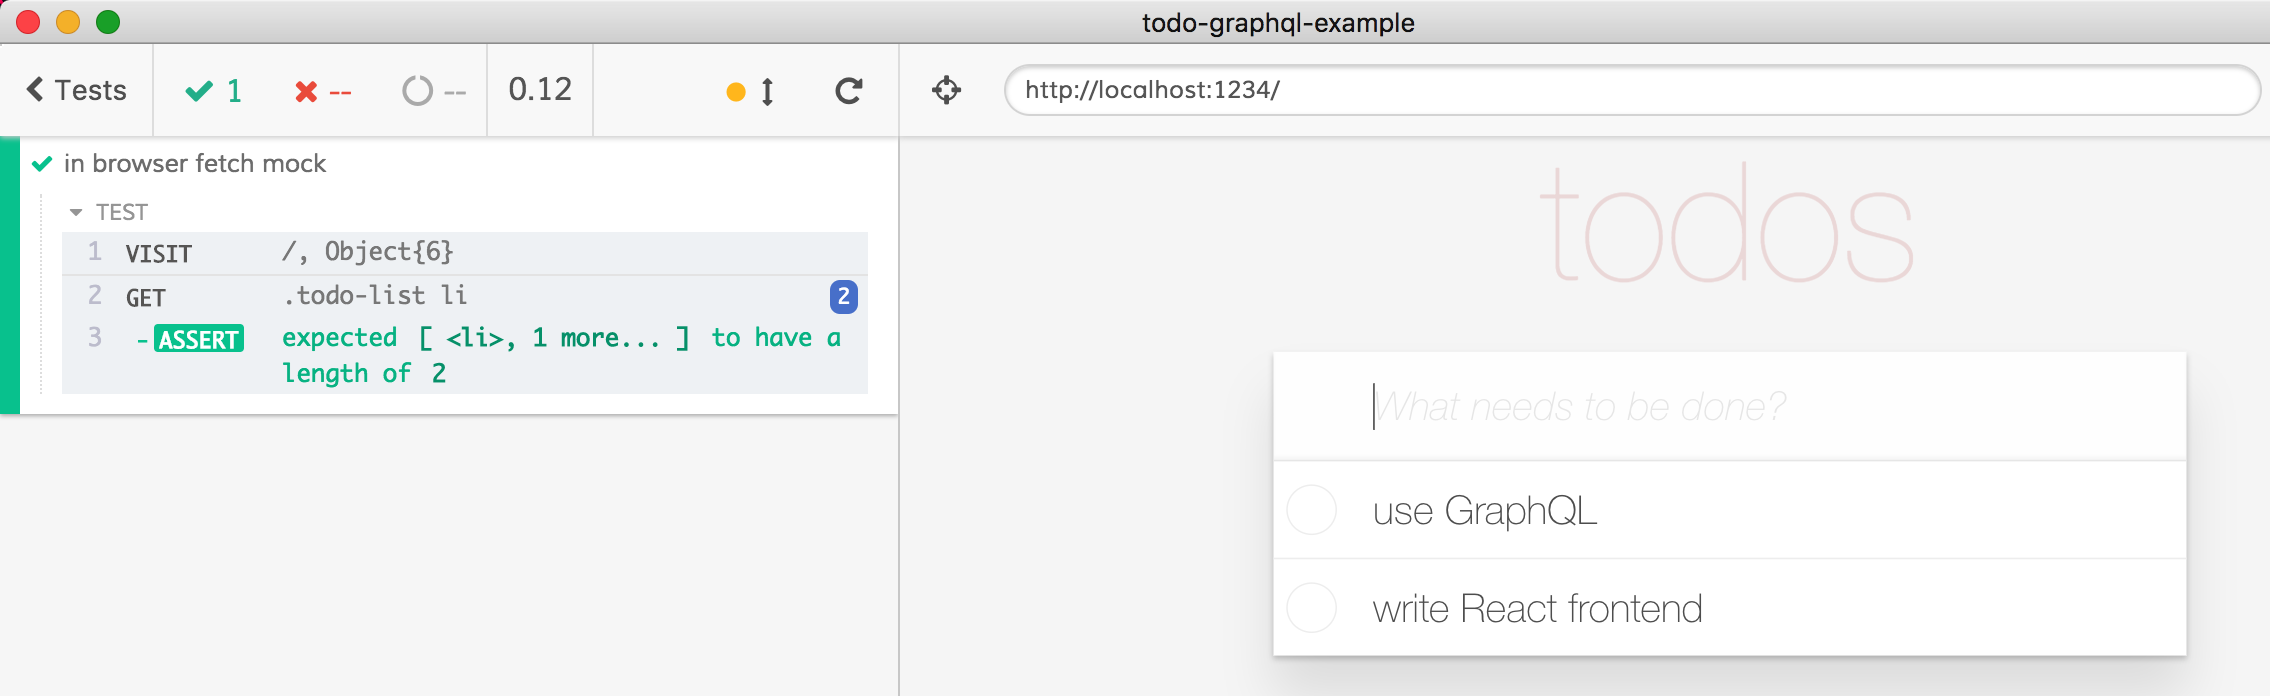 todo-graphql-example
Tests 1 -- -- 0.12
http://localhost:1234/
in browser fetch mock
TEST
1 VISIT /, Object{6}
2 GET .todo-list li 2
3 -ASSERT expected [ <li>, 1 more... ] to have a
length of 2
todos
What needs to be done?
use GraphQL
write React frontend